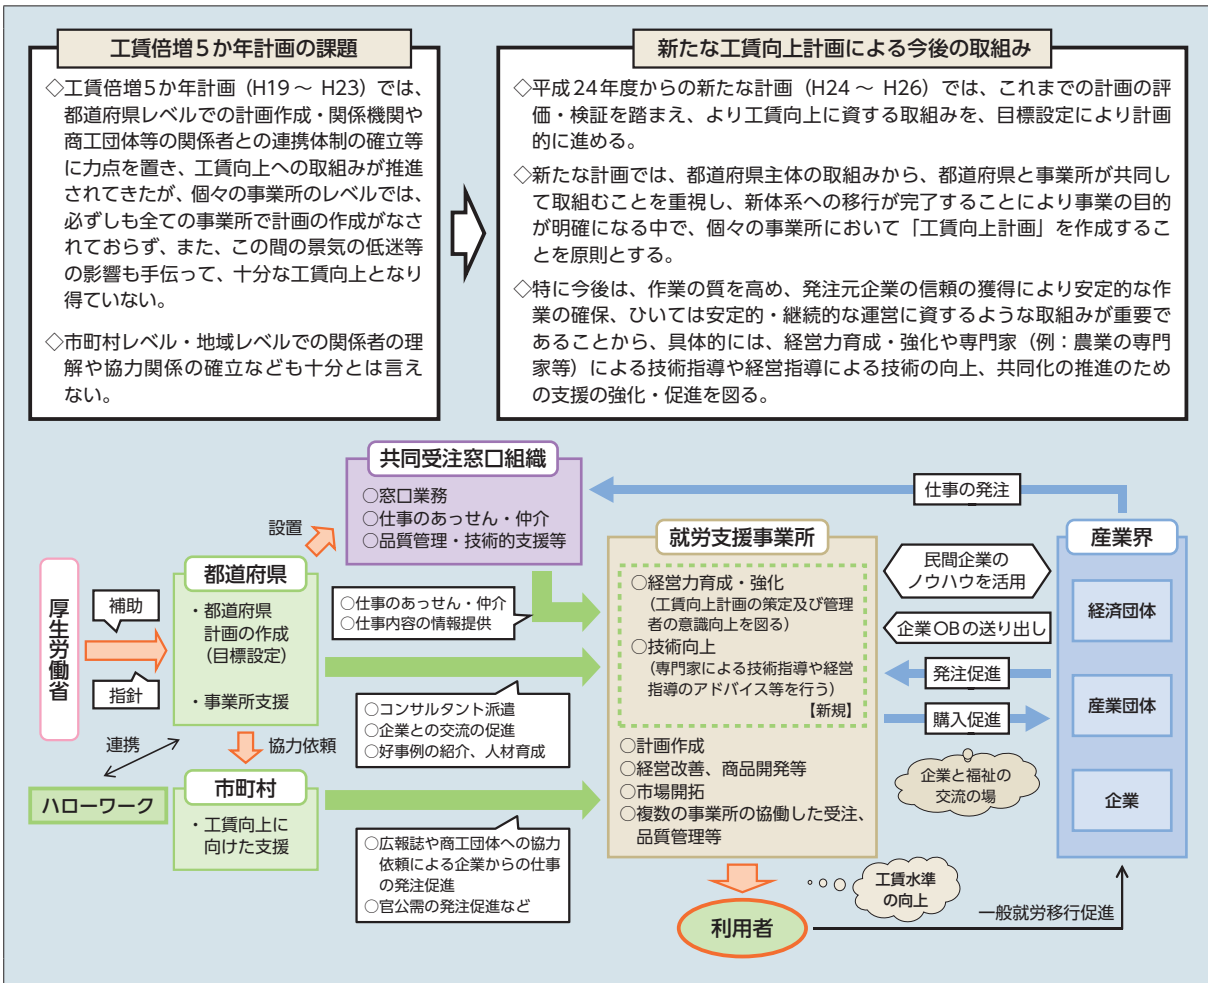 工賃倍増5か年計画の課題
◇工賃倍増5か年計画（H19～ H23）では、
都道府県レベルでの計画作成・関係機関や
商工団体等の関係者との連携体制の確立等
に力点を置き、工賃向上への取組みが推進
されてきたが、個々の事業所のレベルでは、
必ずしも全ての事業所で計画の作成がなさ
れておらず、また、この間の景気の低迷等
の影響も手伝って、十分な工賃向上となり
得ていない。
◇市町村レベル・地域レベルでの関係者の理
解や協力関係の確立なども十分とは言え
ない。
新たな工賃向上計画による今後の取組み
◇平成24年度からの新たな計画（H24～ H26）では、これまでの計画の評
価・検証を踏まえ、より工賃向上に資する取組みを、目標設定により計画
的に進める。
◇新たな計画では、都道府県主体の取組みから、都道府県と事業所が共同し
て取組むことを重視し、新体系への移行が完了することにより事業の目的
が明確になる中で、個々の事業所において「工賃向上計画」を作成するこ
とを原則とする。
◇特に今後は、作業の質を高め、発注元企業の信頼の獲得により安定的な作
業の確保、ひいては安定的・継続的な運営に資するような取組みが重要で
あることから、具体的には、経営力育成・強化や専門家（例：農業の専門
家等）による技術指導や経営指導による技術の向上、共同化の推進のため
の支援の強化・促進を図る。
共同受注窓口組織
○窓口業務
○仕事のあっせん・仲介
○品質管理・技術的支援等
設置
厚生労働省
補助
指針
都道府県
・都道府県
計画の作成
（目標設定）
・事業所支援
連携
協力依頼
ハローワーク
市町村
・工賃向上に
向けた支援
○仕事のあっせん・仲介
○仕事内容の情報提供
○コンサルタント派遣
○企業との交流の促進
○好事例の紹介、人材育成
○広報誌や商工団体への協力
依頼による企業からの仕事
の発注促進
○官公需の発注促進など
就労支援事業所
○経営力育成・強化
（工賃向上計画の策定及び管理
者の意識向上を図る）
○技術向上
（専門家による技術指導や経営
指導のアドバイス等を行う）
【新規】
○計画作成
○経営改善、商品開発等
○市場開拓
○複数の事業所の協働した受注、
品質管理等
仕事の発注
民間企業の
ノウハウを活用
企業OBの送り出し
発注促進
購入促進
企業と福祉の
交流の場
産業界
経済団体
産業団体
企業
工賃水準
の向上
利用者
一般就労移行促進